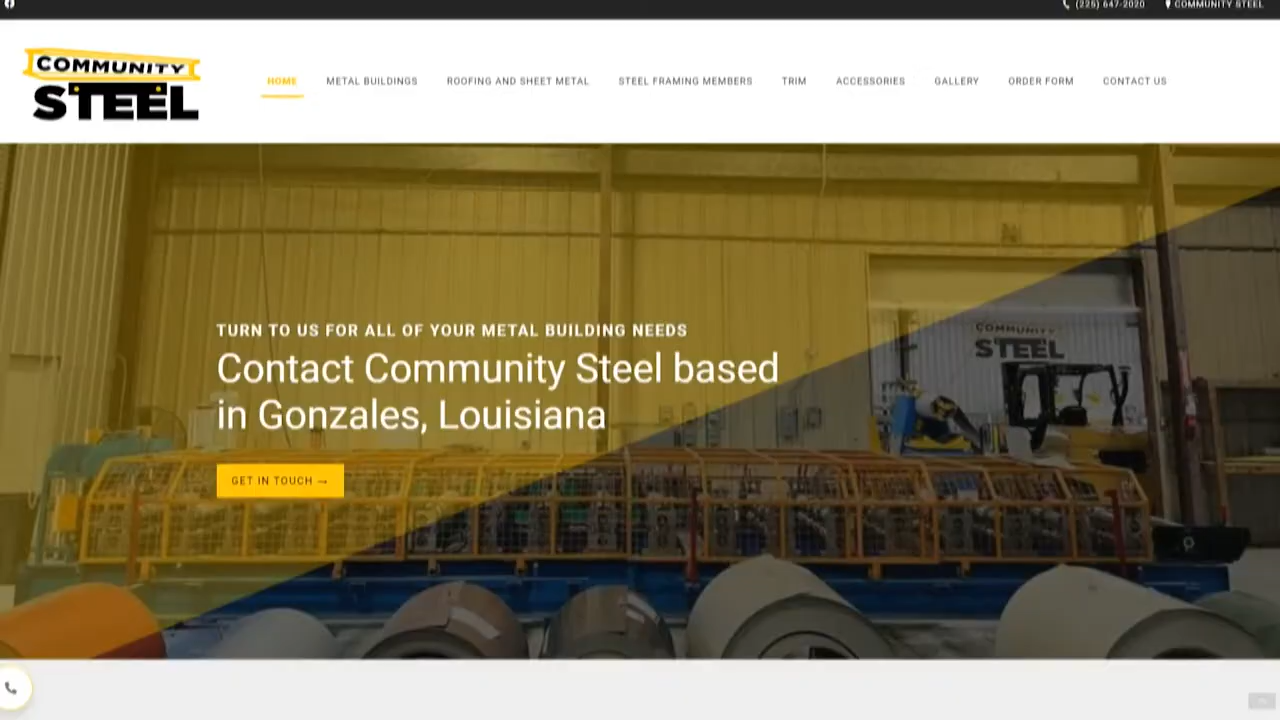 (225) 647-2020
COMMUNITY STEEL
COMMUNITY
STEEL
HOME
METAL BUILDINGS
ROOFING AND SHEET METAL
STEEL FRAMING MEMBERS
TRIM
ACCESSORIES
GALLERY
ORDER FORM
CONTACT US
COMMUNITY
STEEL
TURN TO US FOR ALL OF YOUR METAL BUILDING NEEDS
Contact Community Steel based
in Gonzales, Louisiana
GET IN TOUCH →